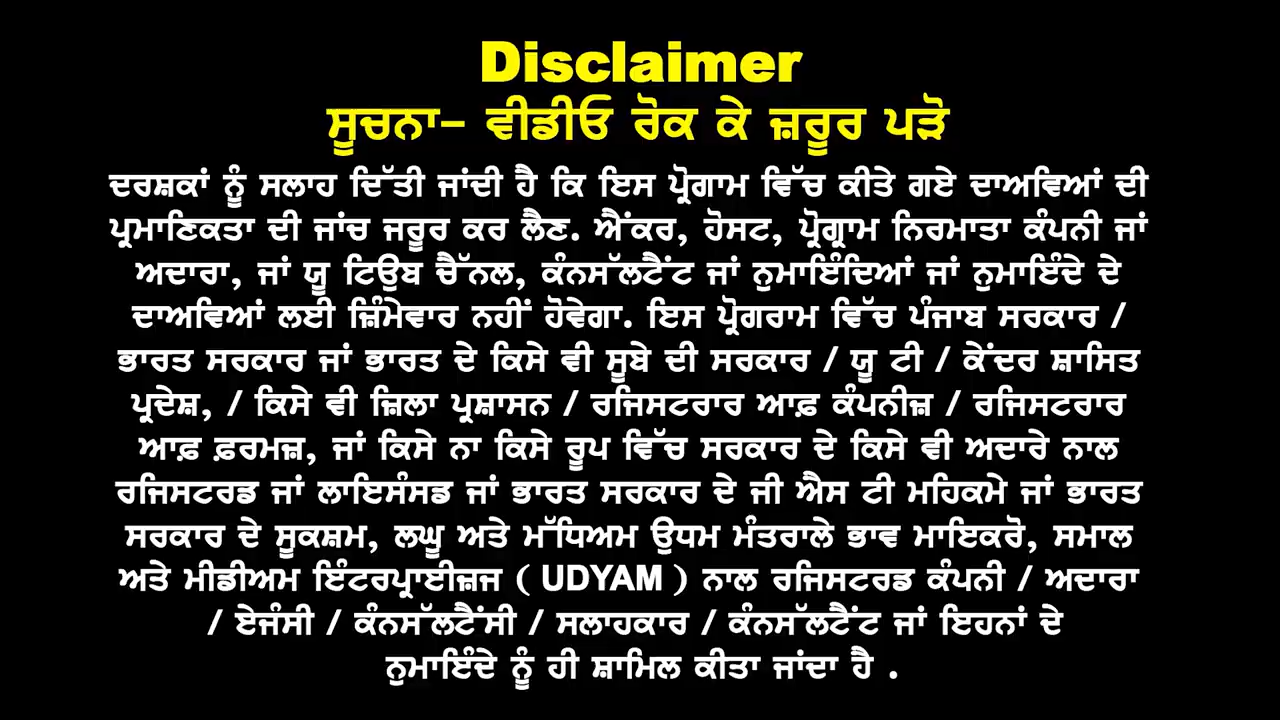 Disclaimer
ਸੂਚਨਾ- ਵੀਡੀਓ ਰੋਕ ਕੇ ਜ਼ਰੂਰ ਪੜੋ
ਦਰਸ਼ਕਾਂ ਨੂੰ ਸਲਾਹ ਦਿੱਤੀ ਜਾਂਦੀ ਹੈ ਕਿ ਇਸ ਪ੍ਰੋਗਾਮ ਵਿੱਚ ਕੀਤੇ ਗਏ ਦਾਅਵਿਆਂ ਦੀ
ਪ੍ਰਮਾਣਿਕਤਾ ਦੀ ਜਾਂਚ ਜਰੂਰ ਕਰ ਲੈਣ. ਐਂਕਰ, ਹੋਸਟ, ਪ੍ਰੋਗ੍ਰਾਮ ਨਿਰਮਾਤਾ ਕੰਪਨੀ ਜਾਂ
ਅਦਾਰਾ, ਜਾਂ ਯੂ ਟਿਉਬ ਚੈੱਨਲ, ਕੰਨਸੱਲਟੈਂਟ ਜਾਂ ਨੁਮਾਇੰਦਿਆਂ ਜਾਂ ਨੁਮਾਇੰਦੇ ਦੇ
ਦਾਅਵਿਆਂ ਲਈ ਜ਼ਿੰਮੇਵਾਰ ਨਹੀਂ ਹੋਵੇਗਾ. ਇਸ ਪ੍ਰੋਗਰਾਮ ਵਿੱਚ ਪੰਜਾਬ ਸਰਕਾਰ /
ਭਾਰਤ ਸਰਕਾਰ ਜਾਂ ਭਾਰਤ ਦੇ ਕਿਸੇ ਵੀ ਸੂਬੇ ਦੀ ਸਰਕਾਰ / ਯੂ ਟੀ / ਕੇਂਦਰ ਸ਼ਾਸਿਤ
ਪ੍ਰਦੇਸ਼, / ਕਿਸੇ ਵੀ ਜ਼ਿਲਾ ਪ੍ਰਸ਼ਾਸਨ / ਰਜਿਸਟਰਾਰ ਆਫ਼ ਕੰਪਨੀਜ਼ / ਰਜਿਸਟਰਾਰ
ਆਫ਼ ਫ਼ਰਮਜ਼, ਜਾਂ ਕਿਸੇ ਨਾ ਕਿਸੇ ਰੂਪ ਵਿੱਚ ਸਰਕਾਰ ਦੇ ਕਿਸੇ ਵੀ ਅਦਾਰੇ ਨਾਲ
ਰਜਿਸਟਰਡ ਜਾਂ ਲਾਇਸੰਸਡ ਜਾਂ ਭਾਰਤ ਸਰਕਾਰ ਦੇ ਜੀ ਐਸ ਟੀ ਮਹਿਕਮੇ ਜਾਂ ਭਾਰਤ
ਸਰਕਾਰ ਦੇ ਸੂਕਸ਼ਮ, ਲਘੂ ਅਤੇ ਮੱਧਿਅਮ ਉਧਮ ਮੰਤਰਾਲੇ ਭਾਵ ਮਾਇਕਰੋ, ਸਮਾਲ
ਅਤੇ ਮੀਡੀਅਮ ਇੰਟਰਪ੍ਰਾਈਜ਼ਜ ( UDYAM ) ਨਾਲ ਰਜਿਸਟਰਡ ਕੰਪਨੀ / ਅਦਾਰਾ
/ ਏਜੰਸੀ / ਕੰਨਸੱਲਟੈਂਸੀ / ਸਲਾਹਕਾਰ / ਕੰਨਸੱਲਟੈਂਟ ਜਾਂ ਇਹਨਾਂ ਦੇ
ਨੁਮਾਇੰਦੇ ਨੂੰ ਹੀ ਸ਼ਾਮਿਲ ਕੀਤਾ ਜਾਂਦਾ ਹੈ .